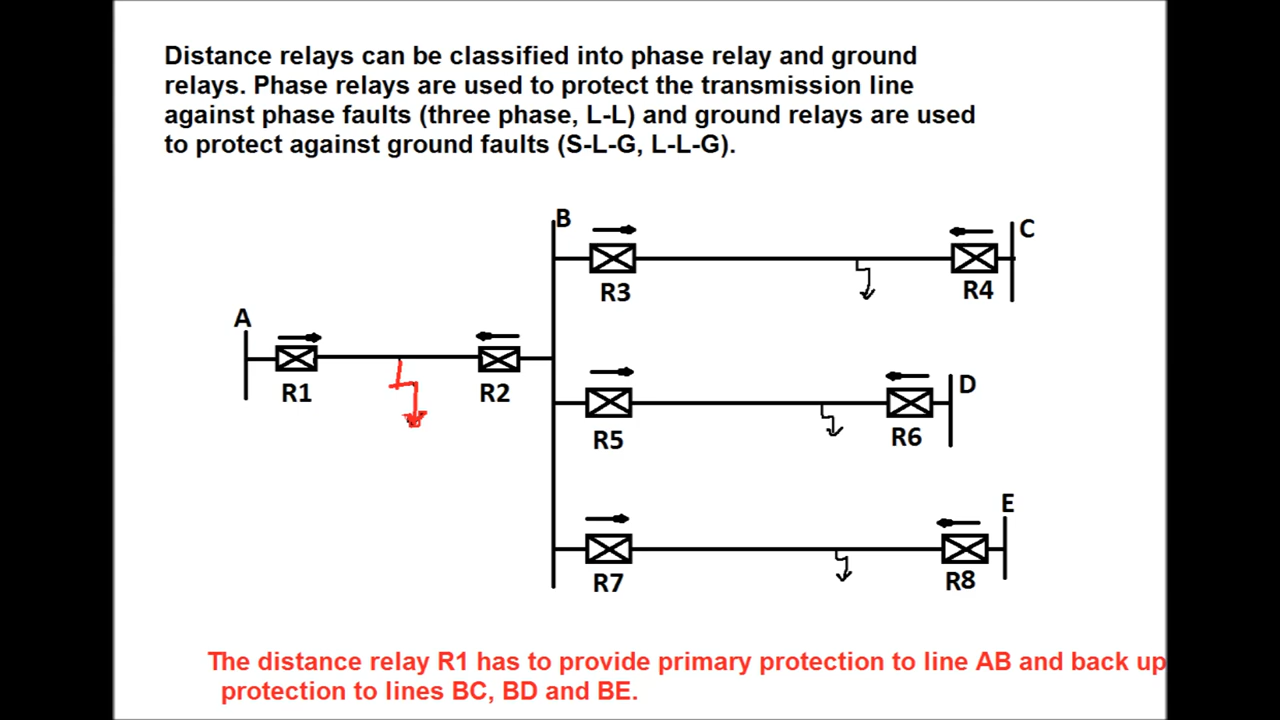 Distance relays can be classified into phase relay and ground
relays. Phase relays are used to protect the transmission line
against phase faults (three phase, L-L) and ground relays are used
to protect against ground faults (S-L-G, L-L-G).
B
C
R3
R4
A
R1
R2
D
R5
R6
E
R7
R8
The distance relay R1 has to provide primary protection to line AB and back up
protection to lines BC, BD and BE.